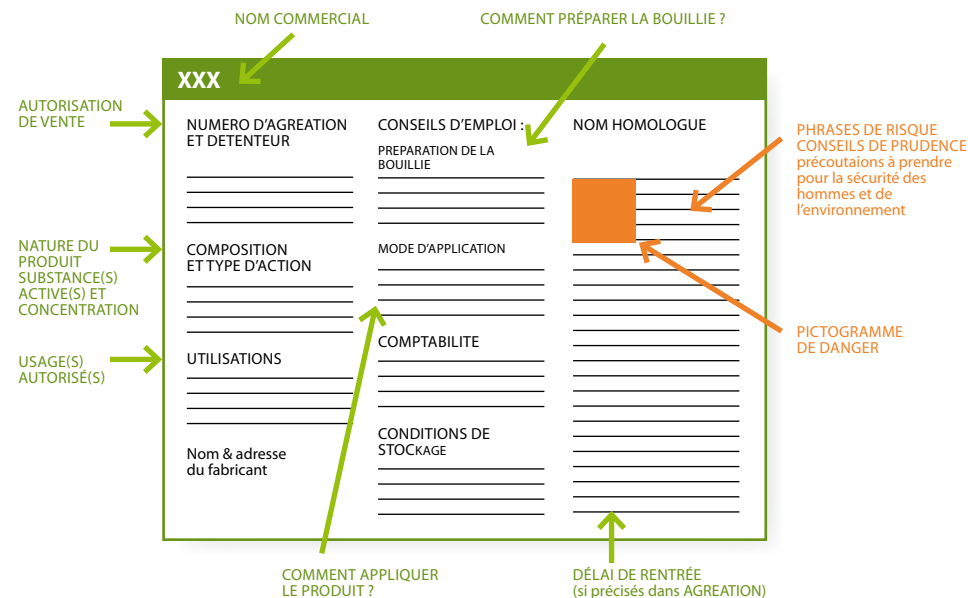 NOM COMMERCIAL
COMMENT PRÉPARER LA BOUILLIE ?
XXX
AUTORISATION
DE VENTE
NUMERO D'AGREATION
ET DETENTEUR
CONSEILS D'EMPLOI :
PREPARATION DE LA
BOUILLIE
NOM HOMOLOGUE
PHRASES DE RISQUE
CONSEILS DE PRUDENCE
précoutaions à prendre
pour la sécurité des
hommes et de
l'environnement
NATURE DU
PRODUIT
SUBSTANCE(S)
ACTIVE(S) ET
CONCENTRATION
COMPOSITION
ET TYPE D'ACTION
MODE D'APPLICATION
PICTOGRAMME
DE DANGER
USAGE(S)
AUTORISÉ(S)
UTILISATIONS
COMPTABILITE
Nom & adresse
du fabricant
CONDITIONS DE
STOCKAGE
COMMENT APPLIQUER
LE PRODUIT ?
DÉLAI DE RENTRÉE
(si précisés dans AGREATION)